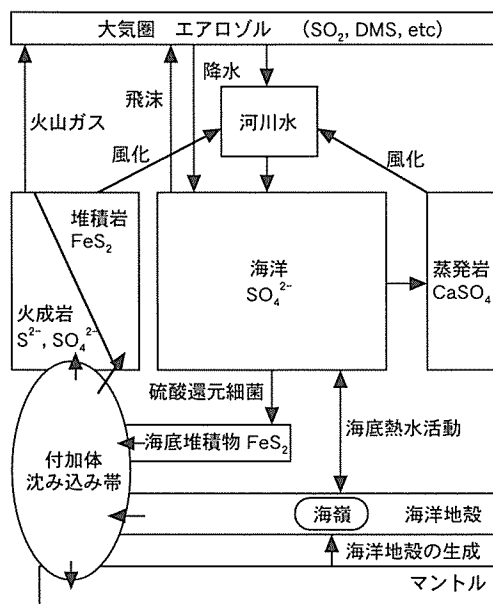 大気圏 エアロゾル (SO₂, DMS, etc)
降水
飛沫
火山ガス
河川水
風化
風化
堆積岩
FeS₂
海洋
SO₄²⁻
蒸発岩
CaSO₄
火成岩
S²⁻, SO₄²⁻
硫酸還元細菌
海底熱水活動
海底堆積物 FeS₂
付加体
沈み込み帯
海嶺
海洋地殻
海洋地殻の生成
マントル